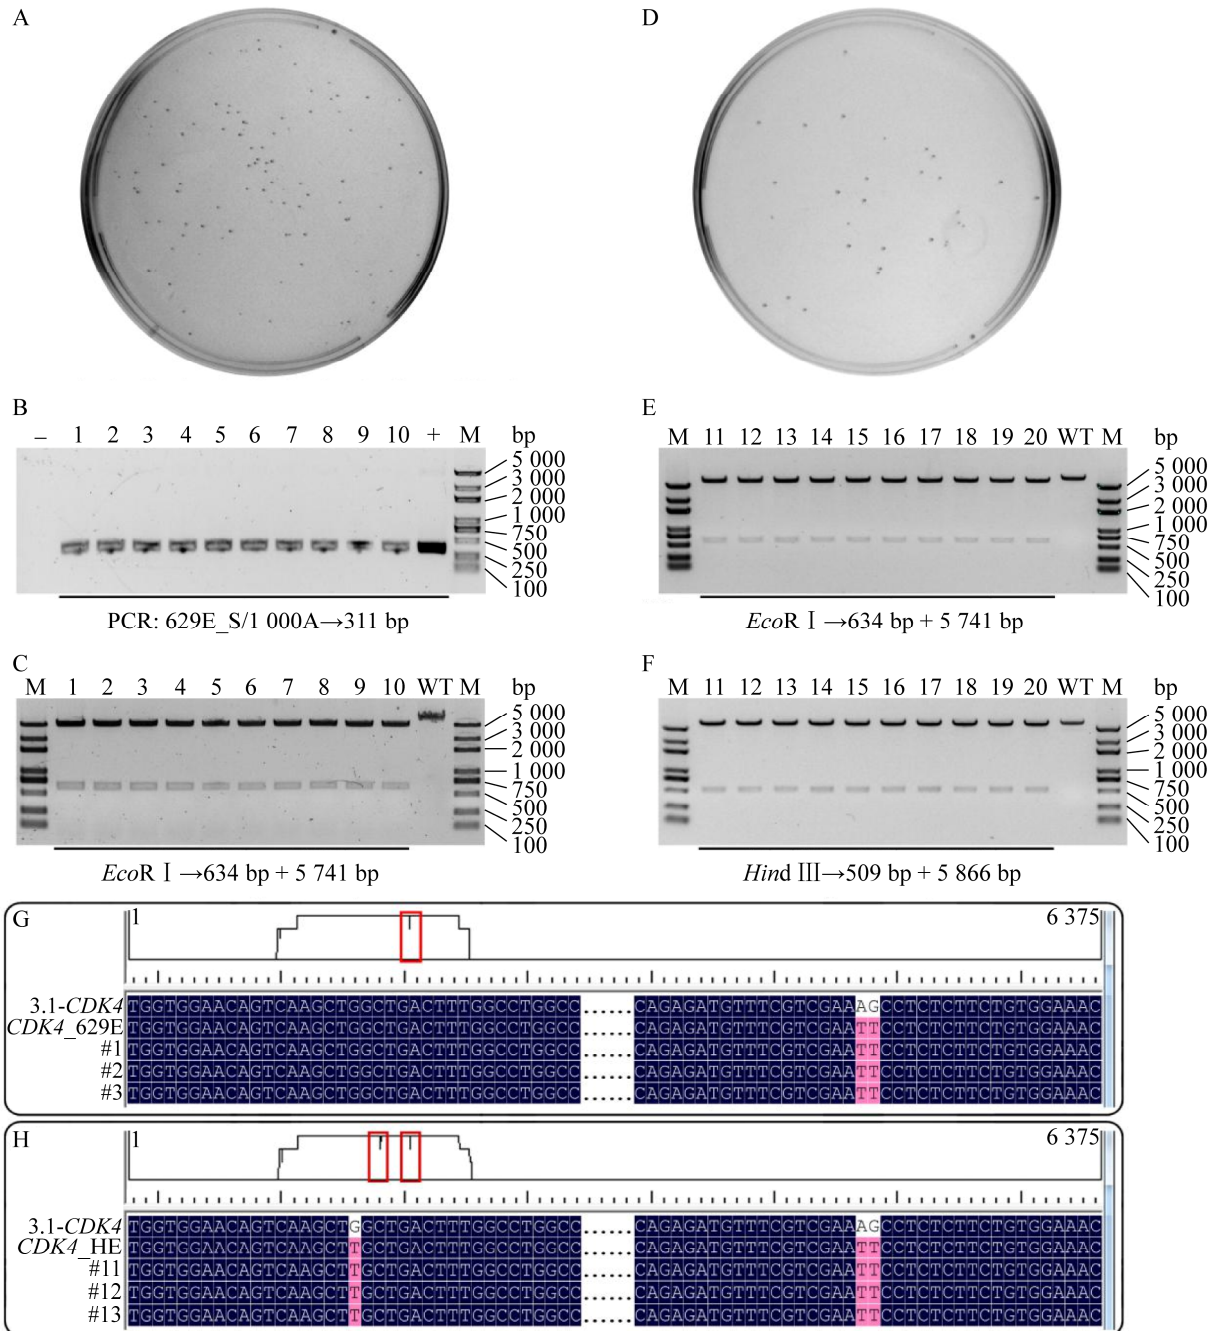 A
D
B
– 1 2 3 4 5 6 7 8 9 10 + M bp
5 000
3 000
2 000
1 000
750
500
250
100
PCR: 629E_S/1 000A→311 bp
E
M 11 12 13 14 15 16 17 18 19 20 WT M bp
5 000
3 000
2 000
1 000
750
500
250
100
EcoR Ⅰ→634 bp + 5 741 bp
C
M 1 2 3 4 5 6 7 8 9 10 WT M bp
5 000
3 000
2 000
1 000
750
500
250
100
EcoR Ⅰ→634 bp + 5 741 bp
F
M 11 12 13 14 15 16 17 18 19 20 WT M bp
5 000
3 000
2 000
1 000
750
500
250
100
Hind Ⅲ→509 bp + 5 866 bp
G
1 6 375
3.1-CDK4 TGGTGGAACAGTCAAGCTGGCTGACTTTGGCCTGGCC ...... CAGAGATGTTTCGTCGAAAGCCTCTCTTCTGTGGAAAC
CDK4_629E TGGTGGAACAGTCAAGCTGGCTGACTTTGGCCTGGCC ...... CAGAGATGTTTCGTCGAATTCCTCTCTTCTGTGGAAAC
#1 TGGTGGAACAGTCAAGCTGGCTGACTTTGGCCTGGCC ...... CAGAGATGTTTCGTCGAATTCCTCTCTTCTGTGGAAAC
#2 TGGTGGAACAGTCAAGCTGGCTGACTTTGGCCTGGCC ...... CAGAGATGTTTCGTCGAATTCCTCTCTTCTGTGGAAAC
#3 TGGTGGAACAGTCAAGCTGGCTGACTTTGGCCTGGCC ...... CAGAGATGTTTCGTCGAATTCCTCTCTTCTGTGGAAAC
H
1 6 375
3.1-CDK4 TGGTGGAACAGTCAAGCTGGCTGACTTTGGCCTGGCC ...... CAGAGATGTTTCGTCGAAAGCCTCTCTTCTGTGGAAAC
CDK4_HE TGGTGGAACAGTCAAGCTTGCTGACTTTGGCCTGGCC ...... CAGAGATGTTTCGTCGAATTCCTCTCTTCTGTGGAAAC
#11 TGGTGGAACAGTCAAGCTTGCTGACTTTGGCCTGGCC ...... CAGAGATGTTTCGTCGAATTCCTCTCTTCTGTGGAAAC
#12 TGGTGGAACAGTCAAGCTTGCTGACTTTGGCCTGGCC ...... CAGAGATGTTTCGTCGAATTCCTCTCTTCTGTGGAAAC
#13 TGGTGGAACAGTCAAGCTTGCTGACTTTGGCCTGGCC ...... CAGAGATGTTTCGTCGAATTCCTCTCTTCTGTGGAAAC